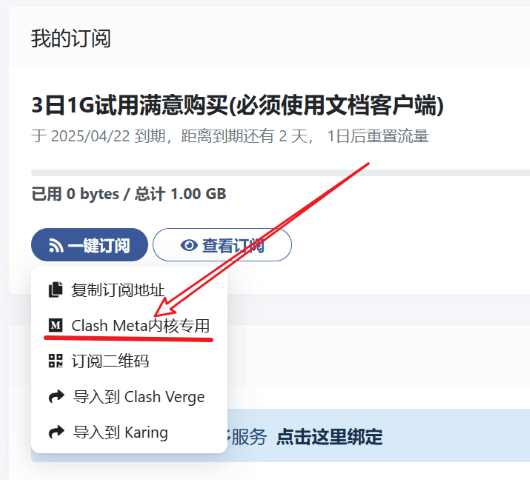 我的订阅
3日1G试用满意购买(必须使用文档客户端)
于 2025/04/22 到期，距离到期还有 2 天， 1日后重置流量
已用 0 bytes / 总计 1.00 GB
一键订阅 查看订阅
复制订阅地址
Clash Meta内核专用
订阅二维码
导入到 Clash Verge
服务 点击这里绑定
导入到 Karing